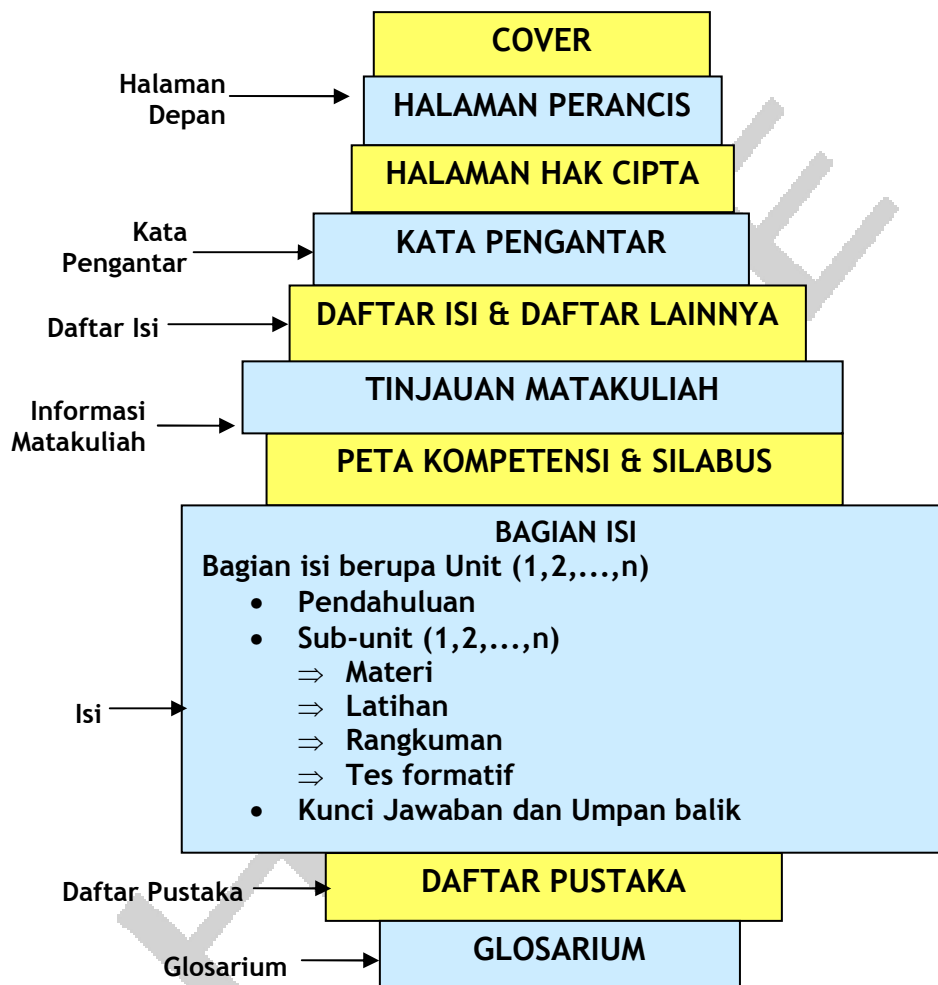 COVER
Halaman
Depan
HALAMAN PERANCIS
HALAMAN HAK CIPTA
Kata
Pengantar
KATA PENGANTAR
Daftar Isi
DAFTAR ISI & DAFTAR LAINNYA
TINJAUAN MATAKULIAH
Informasi
Matakuliah
PETA KOMPETENSI & SILABUS
BAGIAN ISI
Bagian isi berupa Unit (1,2,...,n)
• Pendahuluan
• Sub-unit (1,2,...,n)
⇒ Materi
⇒ Latihan
⇒ Rangkuman
⇒ Tes formatif
• Kunci Jawaban dan Umpan balik
Isi
Daftar Pustaka
DAFTAR PUSTAKA
Glosarium
GLOSARIUM